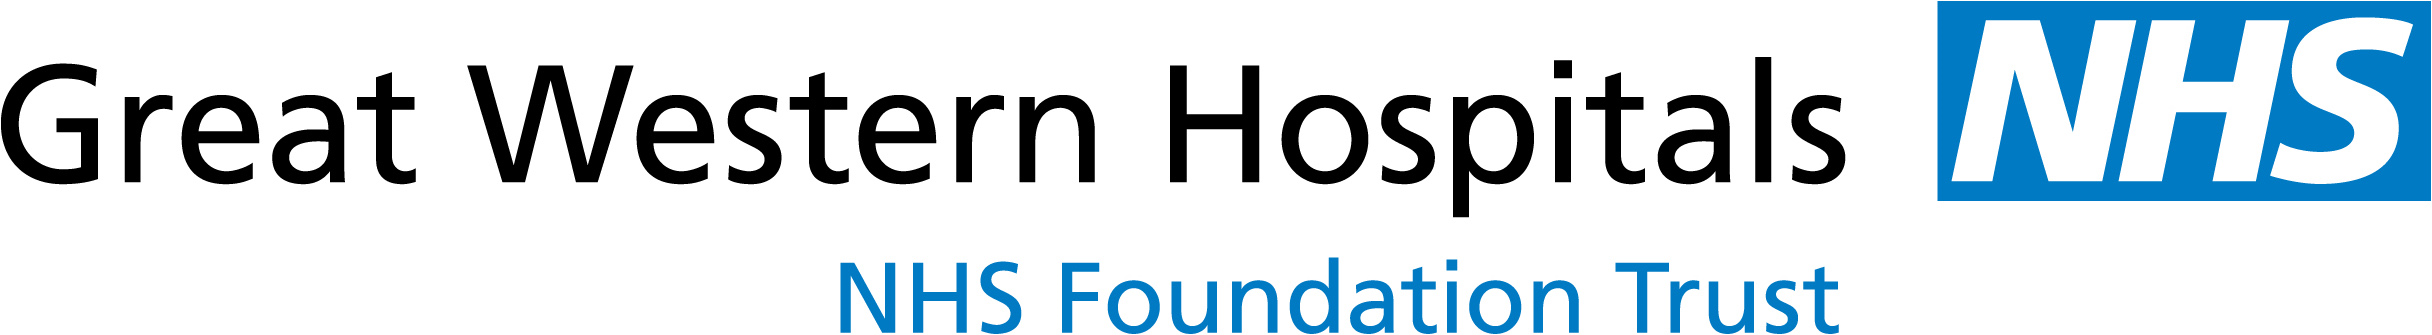 Great Western Hospitals NHS
NHS Foundation Trust